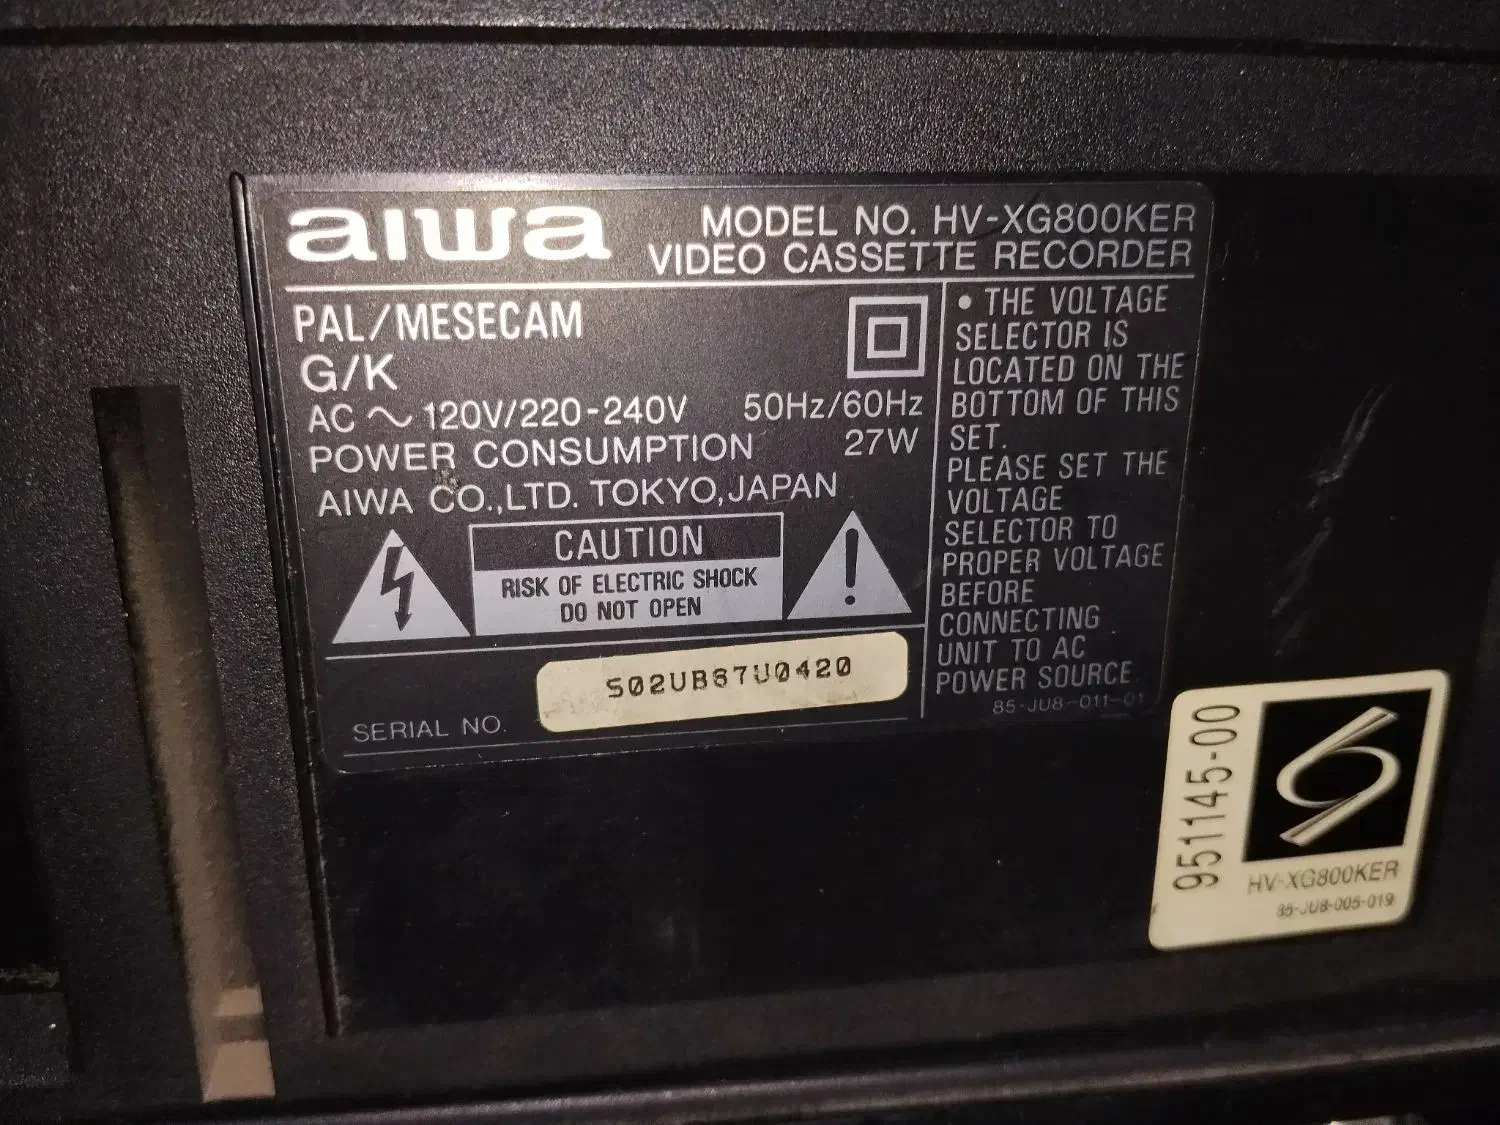 aiwa
MODEL NO. HV-XG800KER
VIDEO CASSETTE RECORDER
PAL/MESECAM
G/K
AC ~ 120V/220-240V 50Hz/60Hz
POWER CONSUMPTION 27W
AIWA CO.,LTD. TOKYO,JAPAN
CAUTION
RISK OF ELECTRIC SHOCK
DO NOT OPEN
SERIAL NO.
S02UB87U0420
• THE VOLTAGE
SELECTOR IS
LOCATED ON THE
BOTTOM OF THIS
SET.
PLEASE SET THE
VOLTAGE
SELECTOR TO
PROPER VOLTAGE
BEFORE
CONNECTING
UNIT TO AC
POWER SOURCE.
85-JU8-011-01
951145-00
HV-XG800KER
85-JU8-005-019